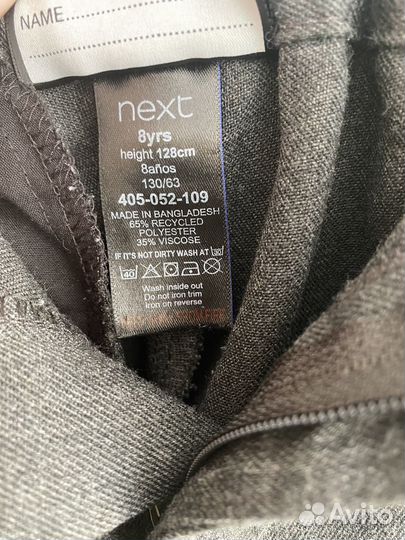 NAME
next
8yrs
height 128cm
8años
130/63
405-052-109
MADE IN BANGLADESH
65% RECYCLED
POLYESTER
35% VISCOSE
IF IT'S NOT DIRTY WASH AT 30
40
Wash inside out
Do not iron trim
Iron on reverse
FROM FIRE
Avito